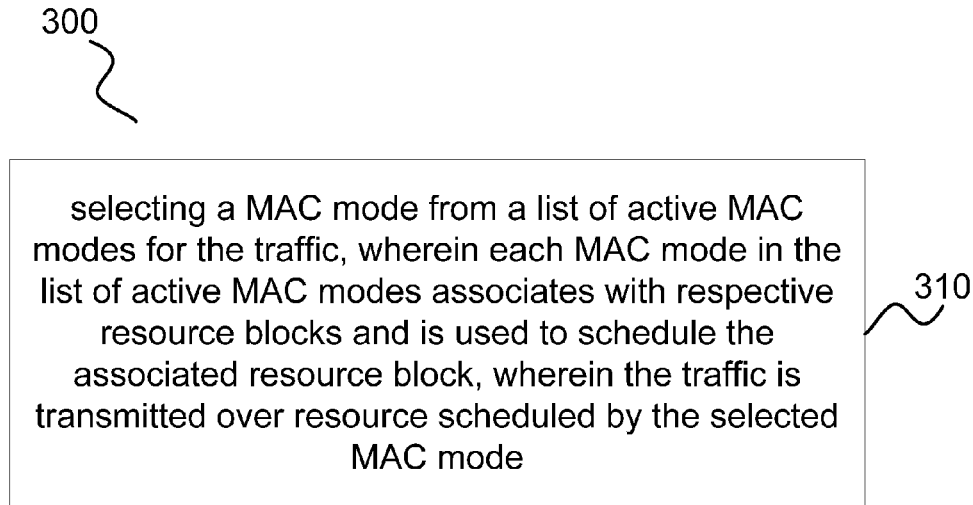 300
selecting a MAC mode from a list of active MAC
modes for the traffic, wherein each MAC mode in the
list of active MAC modes associates with respective
310
resource blocks and is used to schedule the
associated resource block, wherein the traffic is
transmitted over resource scheduled by the selected
MAC mode